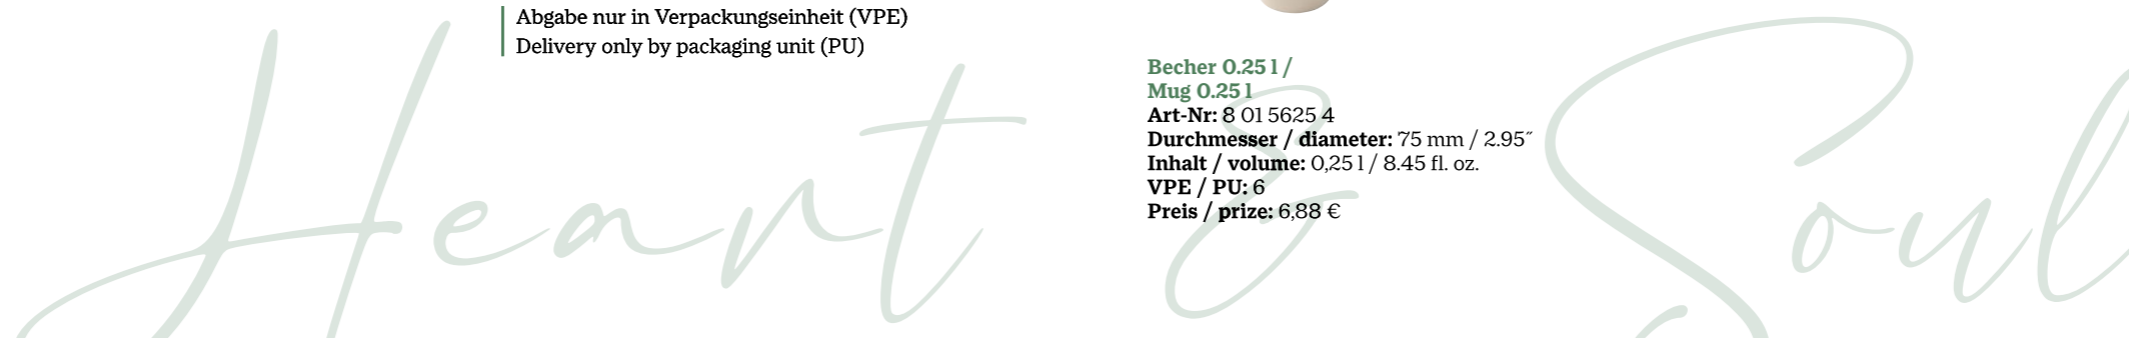 Abgabe nur in Verpackungseinheit (VPE)
Delivery only by packaging unit (PU)
Becher 0.25 l /
Mug 0.25 l
Art-Nr: 8 01 5625 4
Durchmesser / diameter: 75 mm / 2.95˝
Inhalt / volume: 0,25 l / 8.45 fl. oz.
VPE / PU: 6
Preis / prize: 6,88 €
Heart & Soul